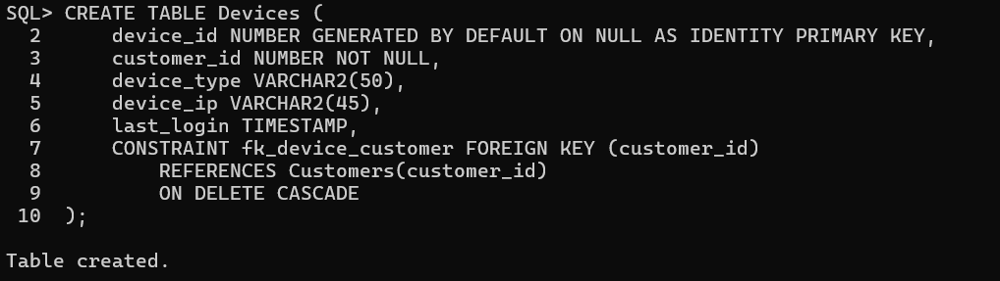 SQL> CREATE TABLE Devices (
  2      device_id NUMBER GENERATED BY DEFAULT ON NULL AS IDENTITY PRIMARY KEY,
  3      customer_id NUMBER NOT NULL,
  4      device_type VARCHAR2(50),
  5      device_ip VARCHAR2(45),
  6      last_login TIMESTAMP,
  7      CONSTRAINT fk_device_customer FOREIGN KEY (customer_id)
  8          REFERENCES Customers(customer_id)
  9          ON DELETE CASCADE
 10  );
Table created.